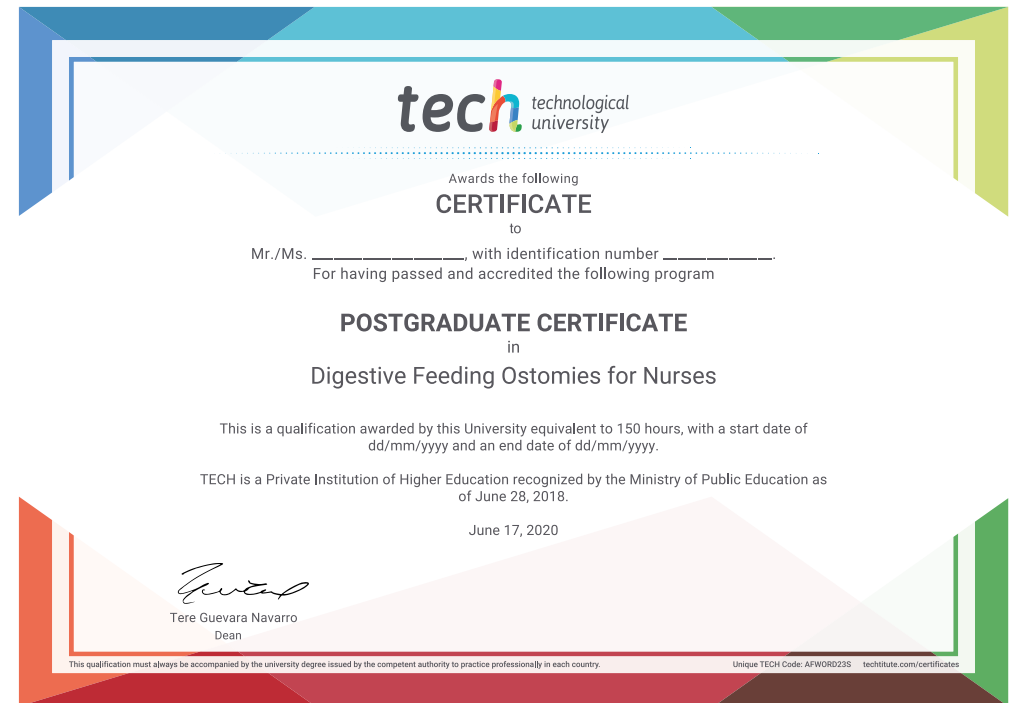 tech technological
university
Awards the following
CERTIFICATE
to
Mr./Ms. ____________________, with identification number ______________.
For having passed and accredited the following program
POSTGRADUATE CERTIFICATE
in
Digestive Feeding Ostomies for Nurses
This is a qualification awarded by this University equivalent to 150 hours, with a start date of
dd/mm/yyyy and an end date of dd/mm/yyyy.
TECH is a Private Institution of Higher Education recognized by the Ministry of Public Education as
of June 28, 2018.
June 17, 2020
Tere Guevara Navarro
Dean
This qualification must always be accompanied by the university degree issued by the competent authority to practice professionally in each country.
Unique TECH Code: AFWORD23S techtitute.com/certificates